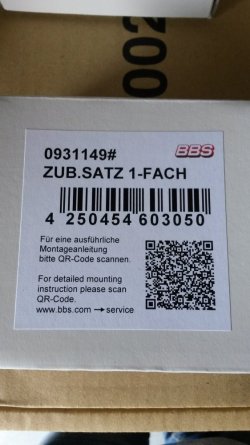 002
0931149#
BBS
ZUB.SATZ 1-FACH
4 250454 603050
Für eine ausführliche
Montageanleitung
bitte QR-Code scannen.
For detailed mounting
instruction please scan
QR-Code.
www.bbs.com → service